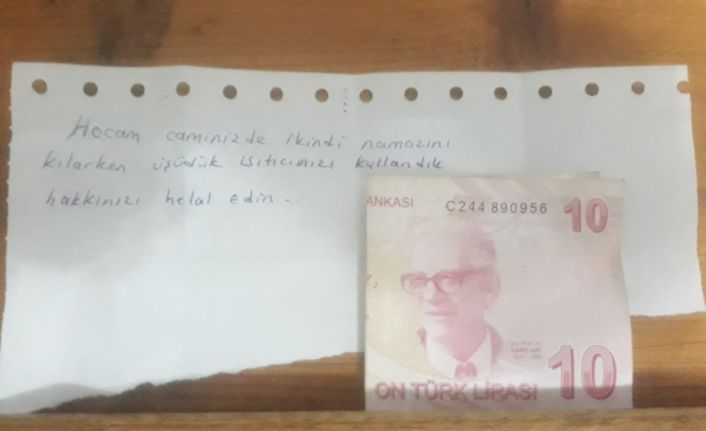 Hocam caminizde ikindi namazını
kılarken üşüdük ısıtıcınızı kullandık
hakkınızı helal edin...
ANKASI C244 890956 10
ON TÜRK LİRASI 10